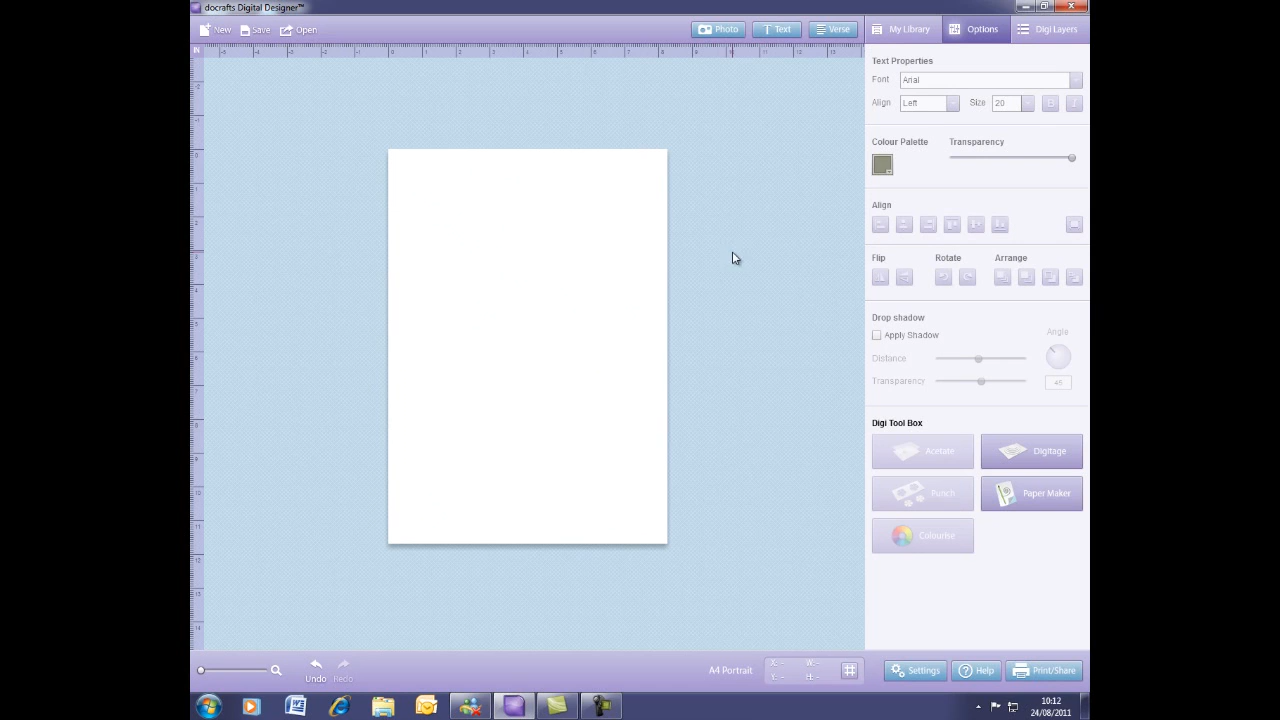 docrafts Digital Designer™
New Save Open Photo Text Verse My Library Options Digi Layers
IN
Text Properties
Font Arial
Align Left Size 20 B I
Colour Palette Transparency
Align
Flip Rotate Arrange
Drop shadow
Apply Shadow Angle
Distance
Transparency 45
Digi Tool Box
Acetate Digitage
Punch Paper Maker
Colourise
Undo Redo A4 Portrait X: - W: - Y: - H: - Settings Help Print/Share
10:12
24/08/2011